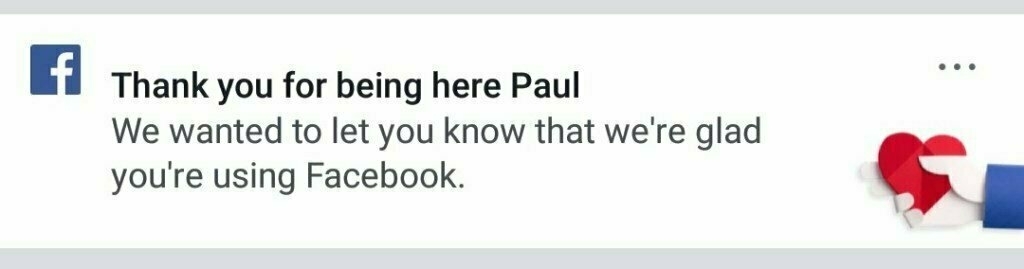 f
Thank you for being here Paul
We wanted to let you know that we're glad
you're using Facebook.